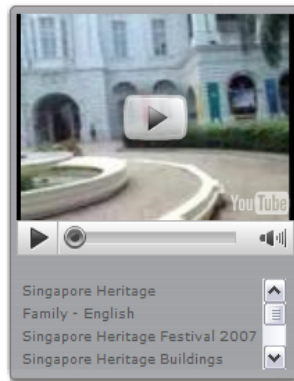 YouTube
Singapore Heritage
Family - English
Singapore Heritage Festival 2007
Singapore Heritage Buildings